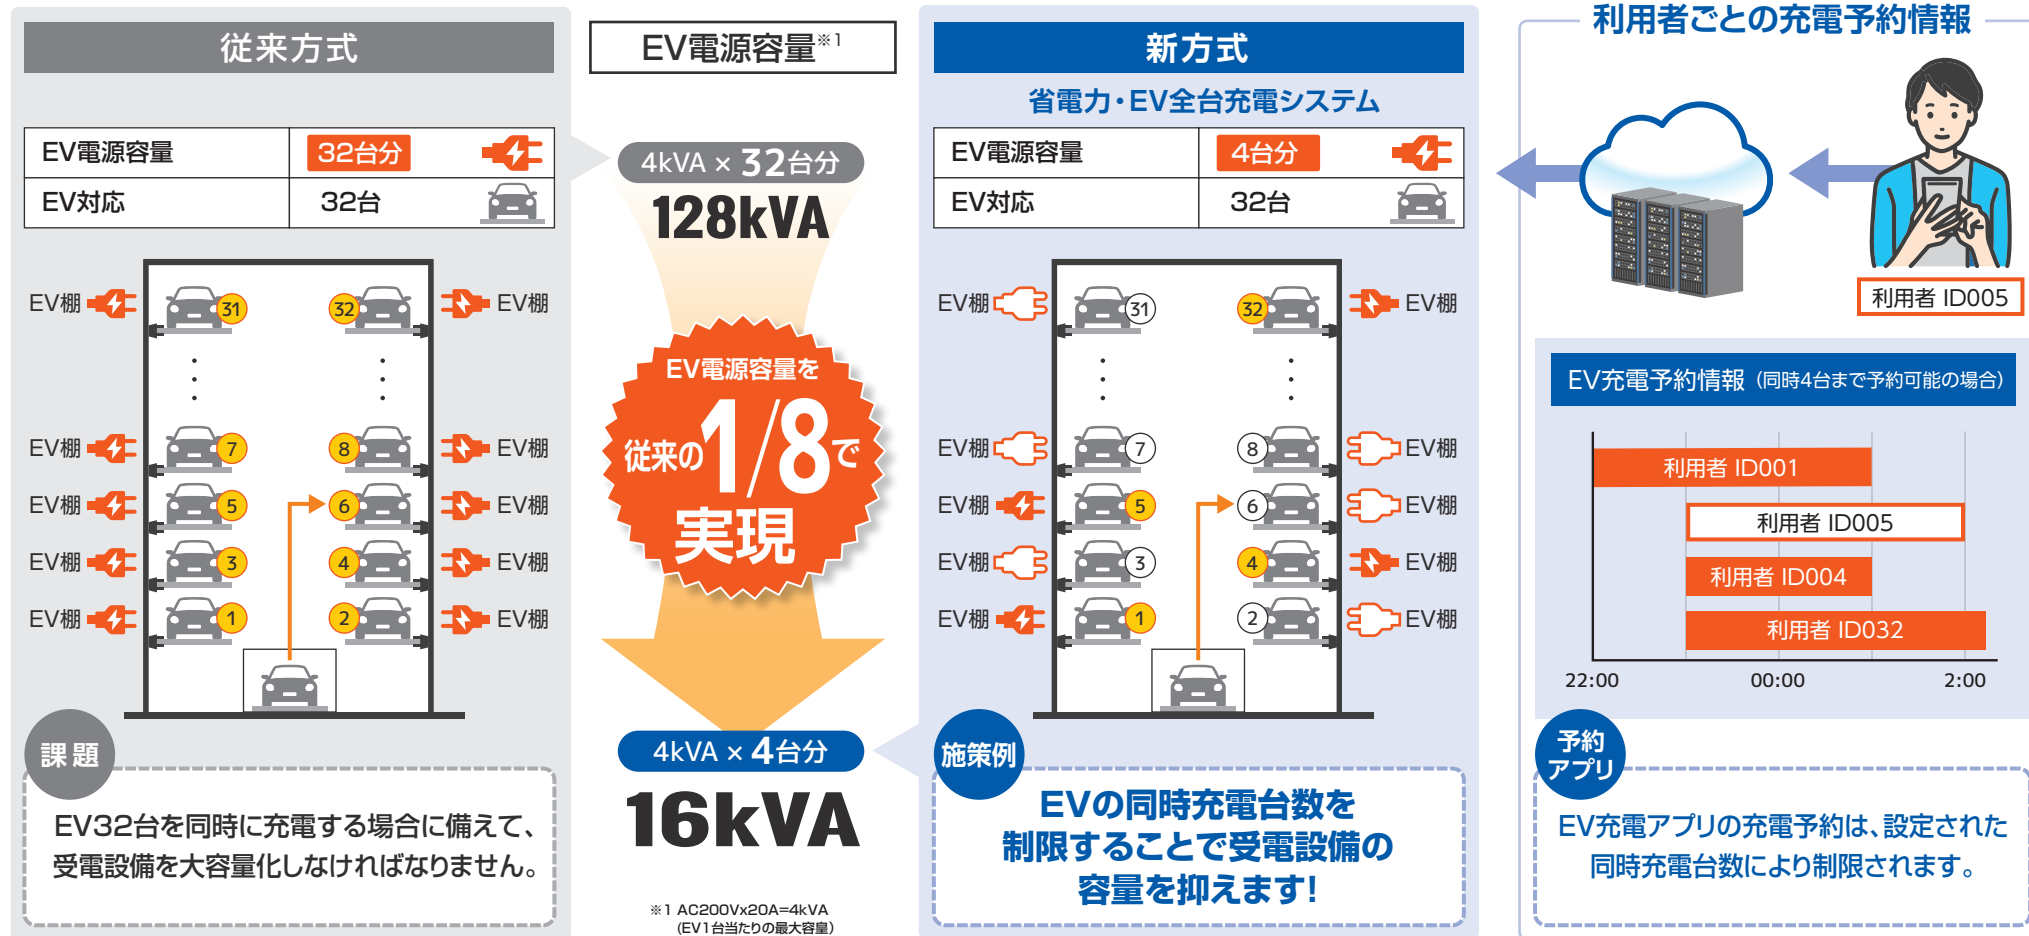 従来方式
EV電源容量 32台分
EV対応 32台
EV棚 31 32 EV棚
EV棚 7 8 EV棚
EV棚 5 6 EV棚
EV棚 3 4 EV棚
EV棚 1 2 EV棚
課題
EV32台を同時に充電する場合に備えて、
受電設備を大容量化しなければなりません。
EV電源容量※1
4kVA × 32台分
128kVA
EV電源容量を
従来の1/8で
実現
4kVA × 4台分
16kVA
※1 AC200Vx20A=4kVA
(EV1台当たりの最大容量)
新方式
省電力・EV全台充電システム
EV電源容量 4台分
EV対応 32台
EV棚 31 32 EV棚
EV棚 7 8 EV棚
EV棚 5 6 EV棚
EV棚 3 4 EV棚
EV棚 1 2 EV棚
施策例
EVの同時充電台数を
制限することで受電設備の
容量を抑えます!
利用者ごとの充電予約情報
利用者 ID005
EV充電予約情報(同時4台まで予約可能の場合)
利用者 ID001
利用者 ID005
利用者 ID004
利用者 ID032
22:00 00:00 2:00
予約
アプリ
EV充電アプリの充電予約は、設定された
同時充電台数により制限されます。